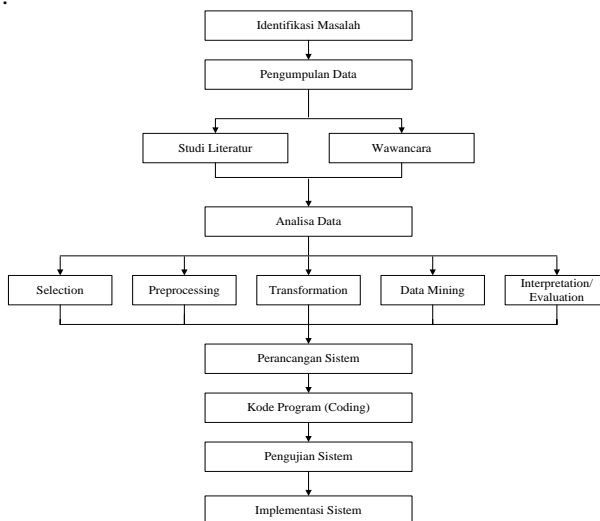 .
Identifikasi Masalah
Pengumpulan Data
Studi Literatur
Wawancara
Analisa Data
Selection
Preprocessing
Transformation
Data Mining
Interpretation/
Evaluation
Perancangan Sistem
Kode Program (Coding)
Pengujian Sistem
Implementasi Sistem